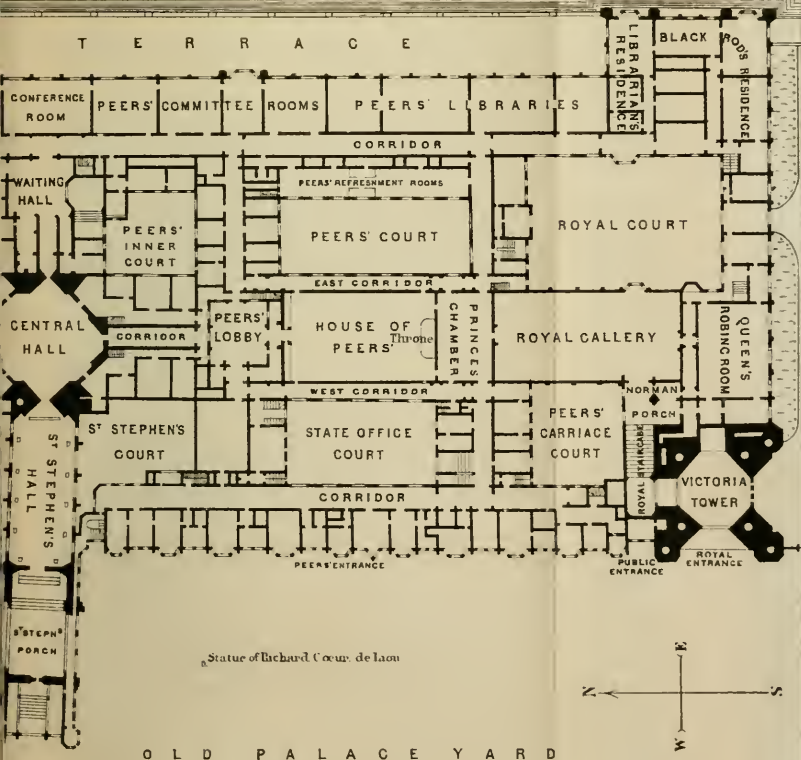 TERRACE
LIBRARIANS
RESIDENCE
BLACK ROD'S RESIDENCE
CONFERENCE
ROOM
PEERS' COMMITTEE ROOMS
PEERS' LIBRARIES
CORRIDOR
WAITING
HALL
PEERS' REFRESHMENT ROOMS
PEERS'
INNER
COURT
PEERS' COURT
ROYAL COURT
EAST CORRIDOR
CENTRAL
HALL
CORRIDOR
PEERS'
LOBBY
HOUSE OF
PEERS'
Throne
PRINCES
CHAMBER
ROYAL GALLERY
QUEEN'S
ROBING ROOM
WEST CORRIDOR
NORMAN
PORCH
ST STEPHEN'S
COURT
STATE OFFICE
COURT
PEERS'
CARRIAGE
COURT
ST STEPHEN'S
HALL
ROYAL STAIRCASE
VICTORIA
TOWER
CORRIDOR
PEERS' ENTRANCE
PUBLIC
ENTRANCE
ROYAL
ENTRANCE
ST STEPHS
PORCH
Statue of Richard Cœur de Lion
E
N
S
W
OLD PALACE YARD